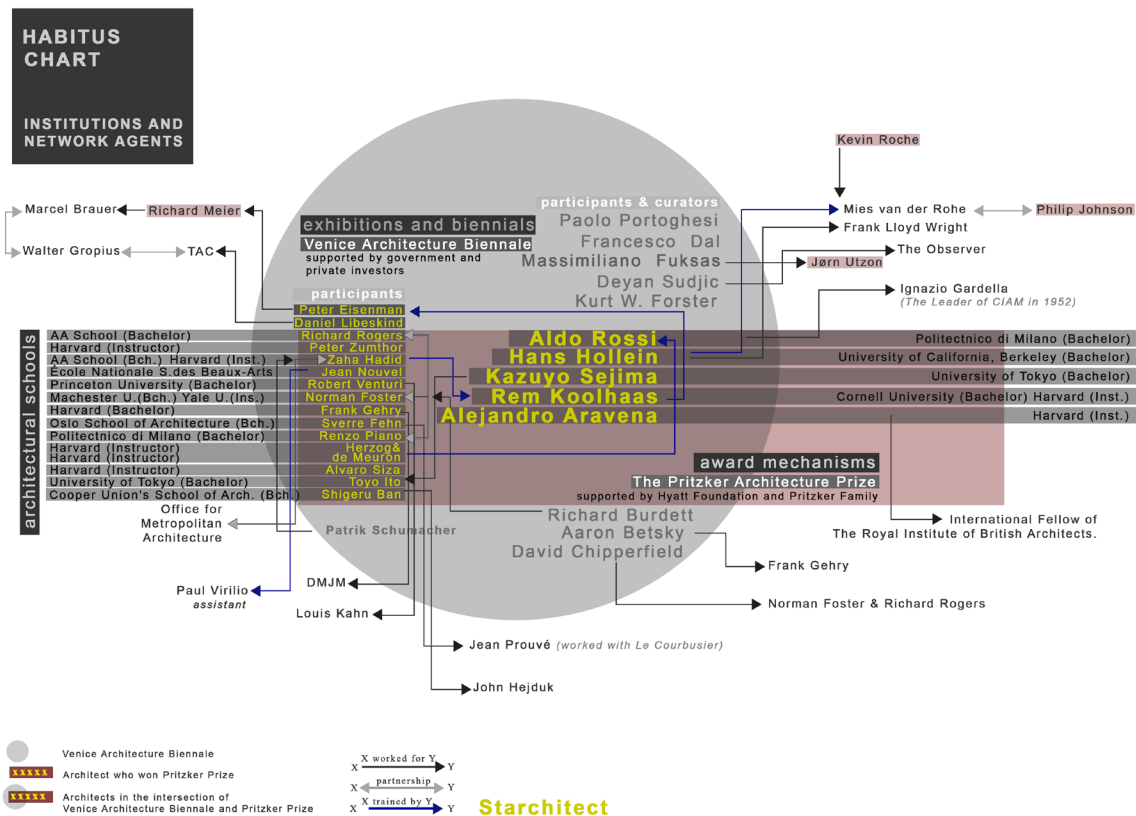 HABITUS
CHART
INSTITUTIONS AND
NETWORK AGENTS
Kevin Roche
Marcel Brauer
Richard Meier
Walter Gropius
TAC
exhibitions and biennials
Venice Architecture Biennale
supported by government and
private investors
participants & curators
Paolo Portoghesi
Francesco Dal
Massimiliano Fuksas
Deyan Sudjic
Kurt W. Forster
Mies van der Rohe
Philip Johnson
Frank Lloyd Wright
The Observer
Jørn Utzon
Ignazio Gardella
(The Leader of CIAM in 1952)
participants
Peter Eisenman
Daniel Libeskind
architectural schools
AA School (Bachelor) Richard Rogers
Harvard (Instructor) Peter Zumthor
AA School (Bch.) Harvard (Inst.) Zaha Hadid
École Nationale S.des Beaux-Arts Jean Nouvel
Princeton University (Bachelor) Robert Venturi
Machester U.(Bch.) Yale U.(Ins.) Norman Foster
Harvard (Bachelor) Frank Gehry
Oslo School of Architecture (Bch.) Sverre Fehn
Politecnico di Milano (Bachelor) Renzo Piano
Harvard (Instructor) Herzog&
Harvard (Instructor) de Meuron
Harvard (Instructor) Alvaro Siza
University of Tokyo (Bachelor) Toyo Ito
Cooper Union's School of Arch. (Bch.) Shigeru Ban
Aldo Rossi Politecnico di Milano (Bachelor)
Hans Hollein University of California, Berkeley (Bachelor)
Kazuyo Sejima University of Tokyo (Bachelor)
Rem Koolhaas Cornell University (Bachelor) Harvard (Inst.)
Alejandro Aravena Harvard (Inst.)
award mechanisms
The Pritzker Architecture Prize
supported by Hyatt Foundation and Pritzker Family
Office for
Metropolitan
Architecture
Patrik Schumacher
Richard Burdett
Aaron Betsky
David Chipperfield
International Fellow of
The Royal Institute of British Architects.
Frank Gehry
Norman Foster & Richard Rogers
Paul Virilio
assistant
DMJM
Louis Kahn
Jean Prouvé (worked with Le Courbusier)
John Hejduk
Venice Architecture Biennale
XXXXX Architect who won Pritzker Prize
XXXXX Architects in the intersection of
Venice Architecture Biennale and Pritzker Prize
X X worked for Y Y
X partnership Y
X X trained by Y Y
Starchitect